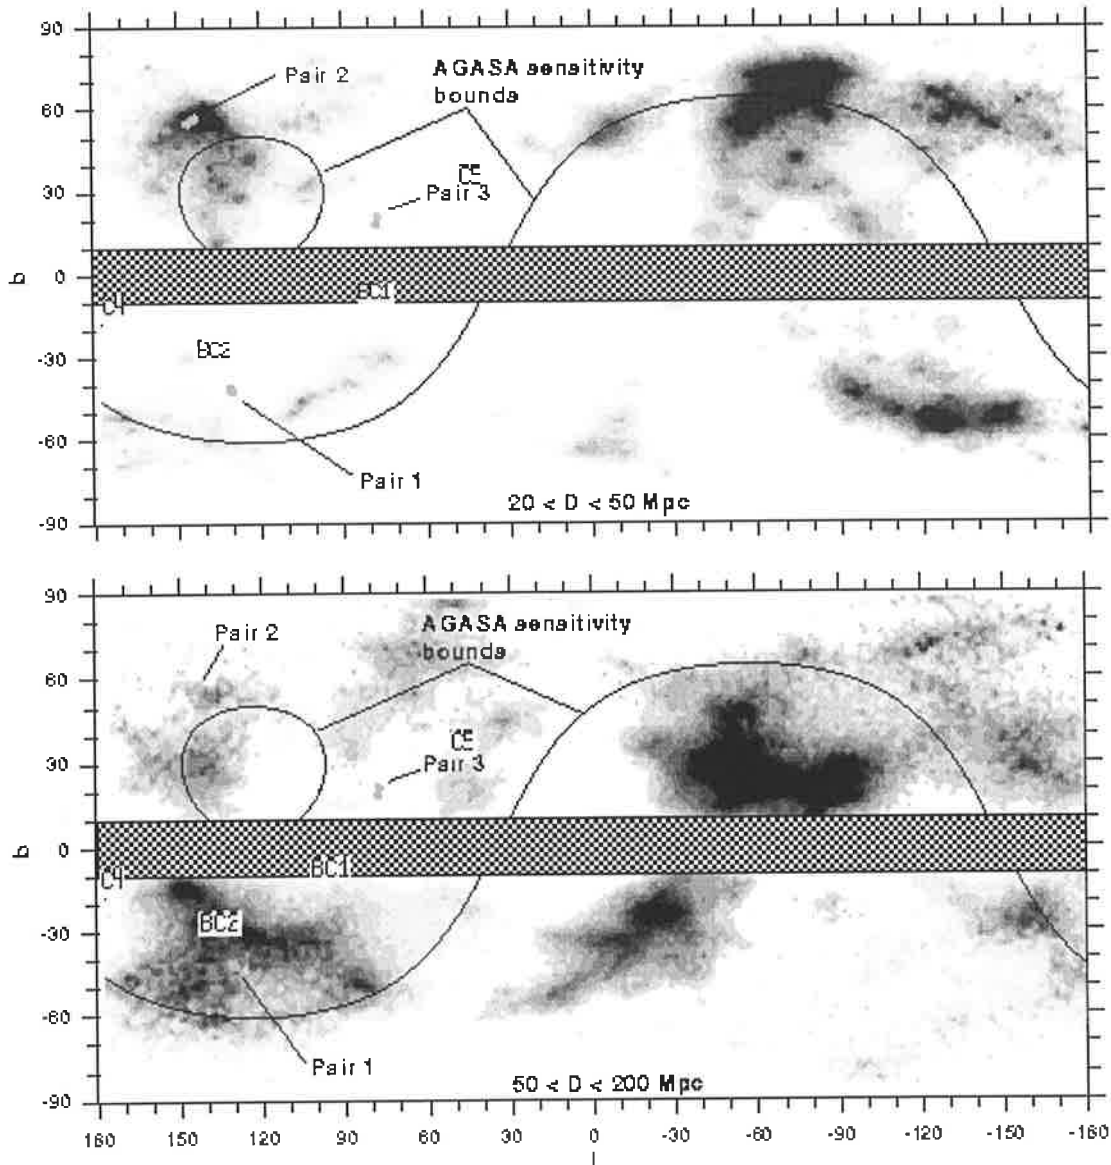 90
60
30
0
-30
-60
-90
b
Pair 2
AGASA sensitivity
bounds
CE
Pair 3
BC1
C4
BC2
Pair 1
20 < D < 50 Mpc
90
60
30
0
-30
-60
-90
b
Pair 2
AGASA sensitivity
bounds
CE
Pair 3
BC1
C4
BC2
Pair 1
50 < D < 200 Mpc
180 150 120 90 60 30 0 -30 -60 -90 -120 -150 -180
l